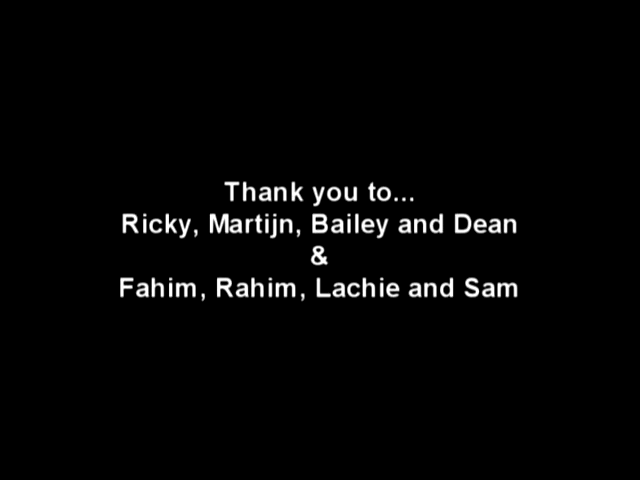 Thank you to...
Ricky, Martijn, Bailey and Dean
&
Fahim, Rahim, Lachie and Sam